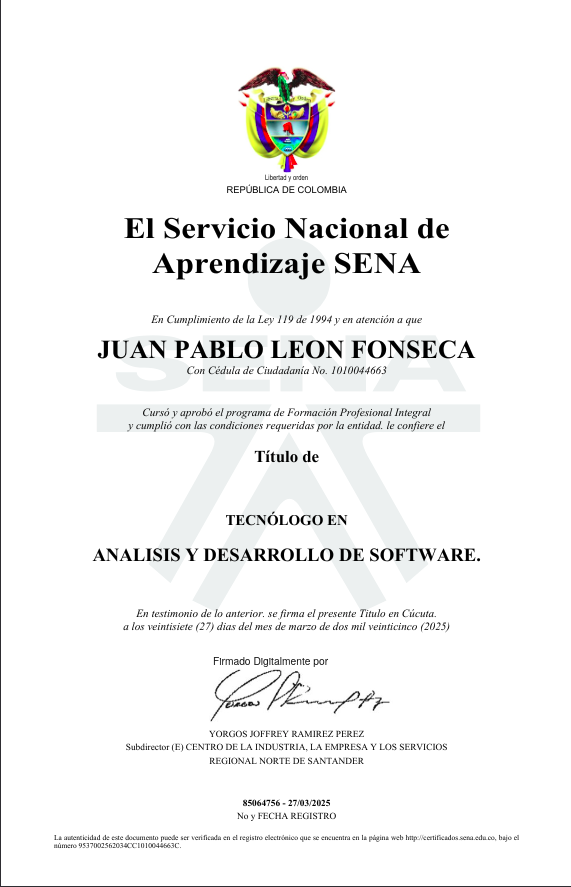 Libertad y orden
REPÚBLICA DE COLOMBIA
El Servicio Nacional de
Aprendizaje SENA
En Cumplimiento de la Ley 119 de 1994 y en atención a que
JUAN PABLO LEON FONSECA
Con Cédula de Ciudadanía No. 1010044663
SENA
Cursó y aprobó el programa de Formación Profesional Integral
y cumplió con las condiciones requeridas por la entidad. le confiere el
Título de
TECNÓLOGO EN
ANALISIS Y DESARROLLO DE SOFTWARE.
En testimonio de lo anterior. se firma el presente Título en Cúcuta.
a los veintisiete (27) dias del mes de marzo de dos mil veinticinco (2025)
Firmado Digitalmente por
YORGOS JOFFREY RAMIREZ PEREZ
Subdirector (E) CENTRO DE LA INDUSTRIA, LA EMPRESA Y LOS SERVICIOS
REGIONAL NORTE DE SANTANDER
85064756 - 27/03/2025
No y FECHA REGISTRO
La autenticidad de este documento puede ser verificada en el registro electrónico que se encuentra en la página web http://certificados.sena.edu.co, bajo el
número 9537002562034CC1010044663C.